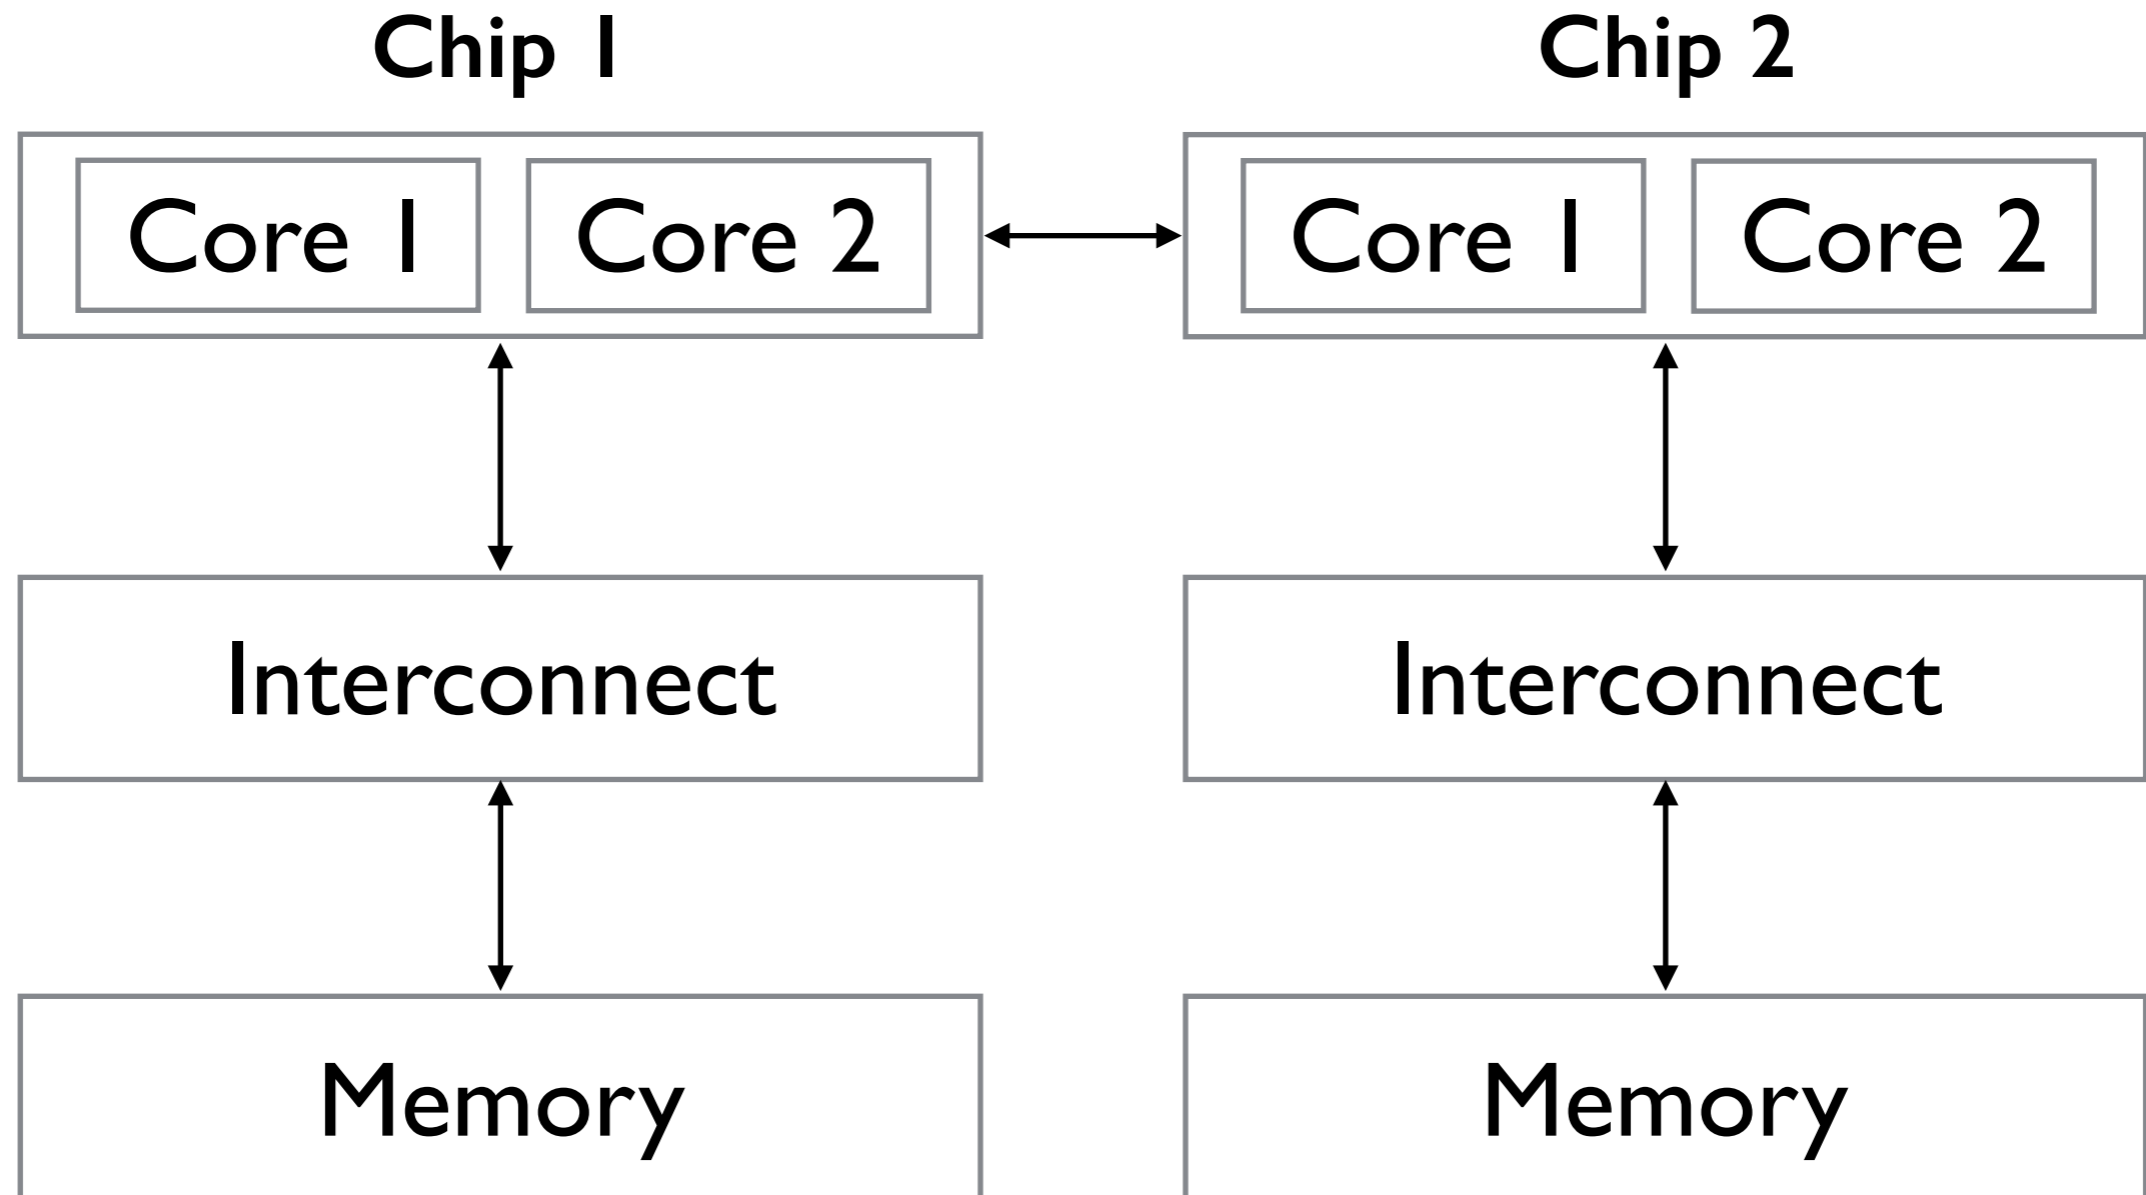 Chip 1
Chip 2
Core 1
Core 2
Core 1
Core 2
Interconnect
Interconnect
Memory
Memory